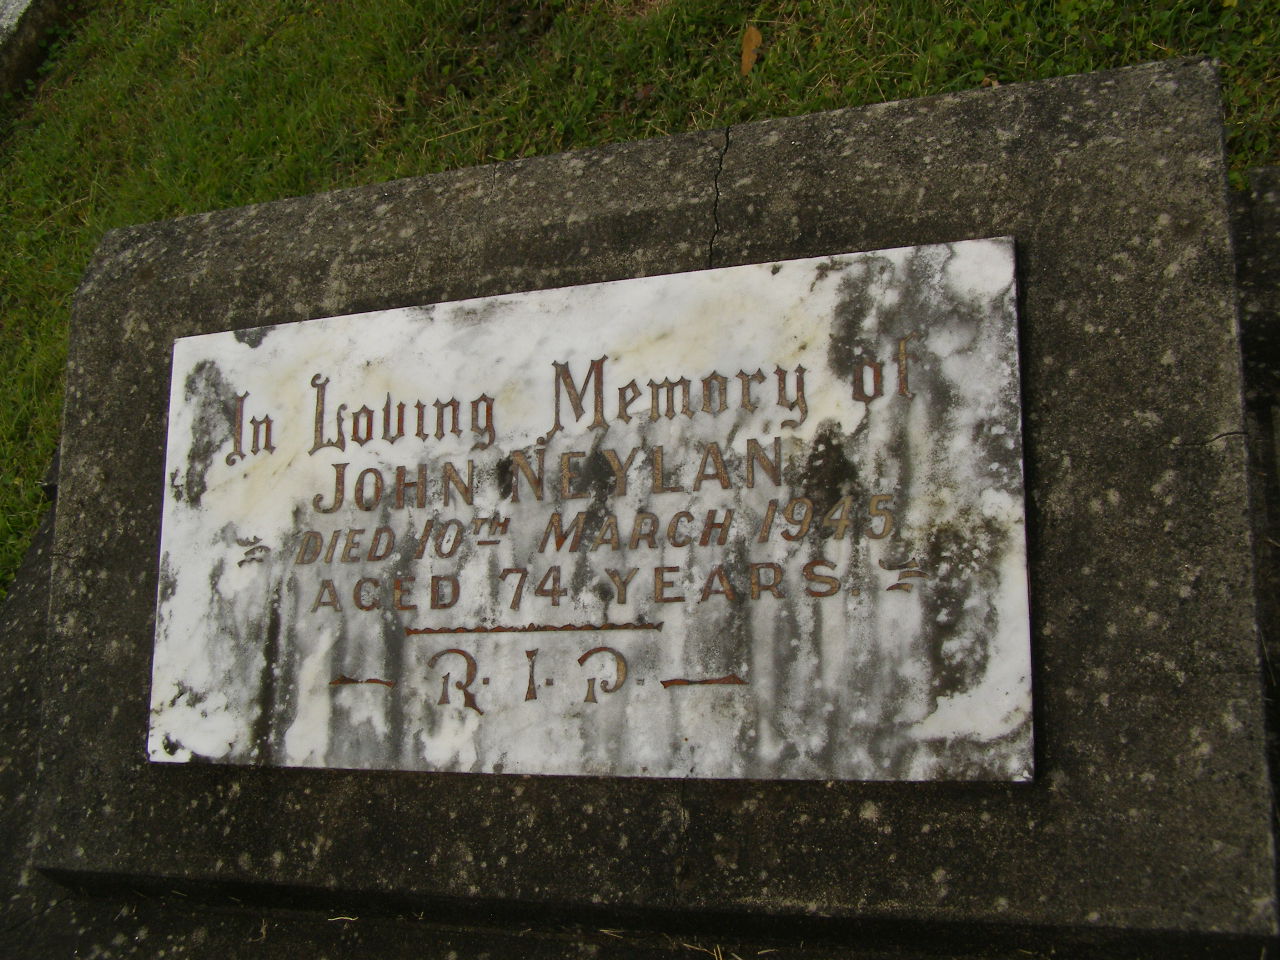 In Loving Memory of
JOHN NEYLAN
DIED 10TH MARCH 1945
AGED 74 YEARS.
R.I.P.